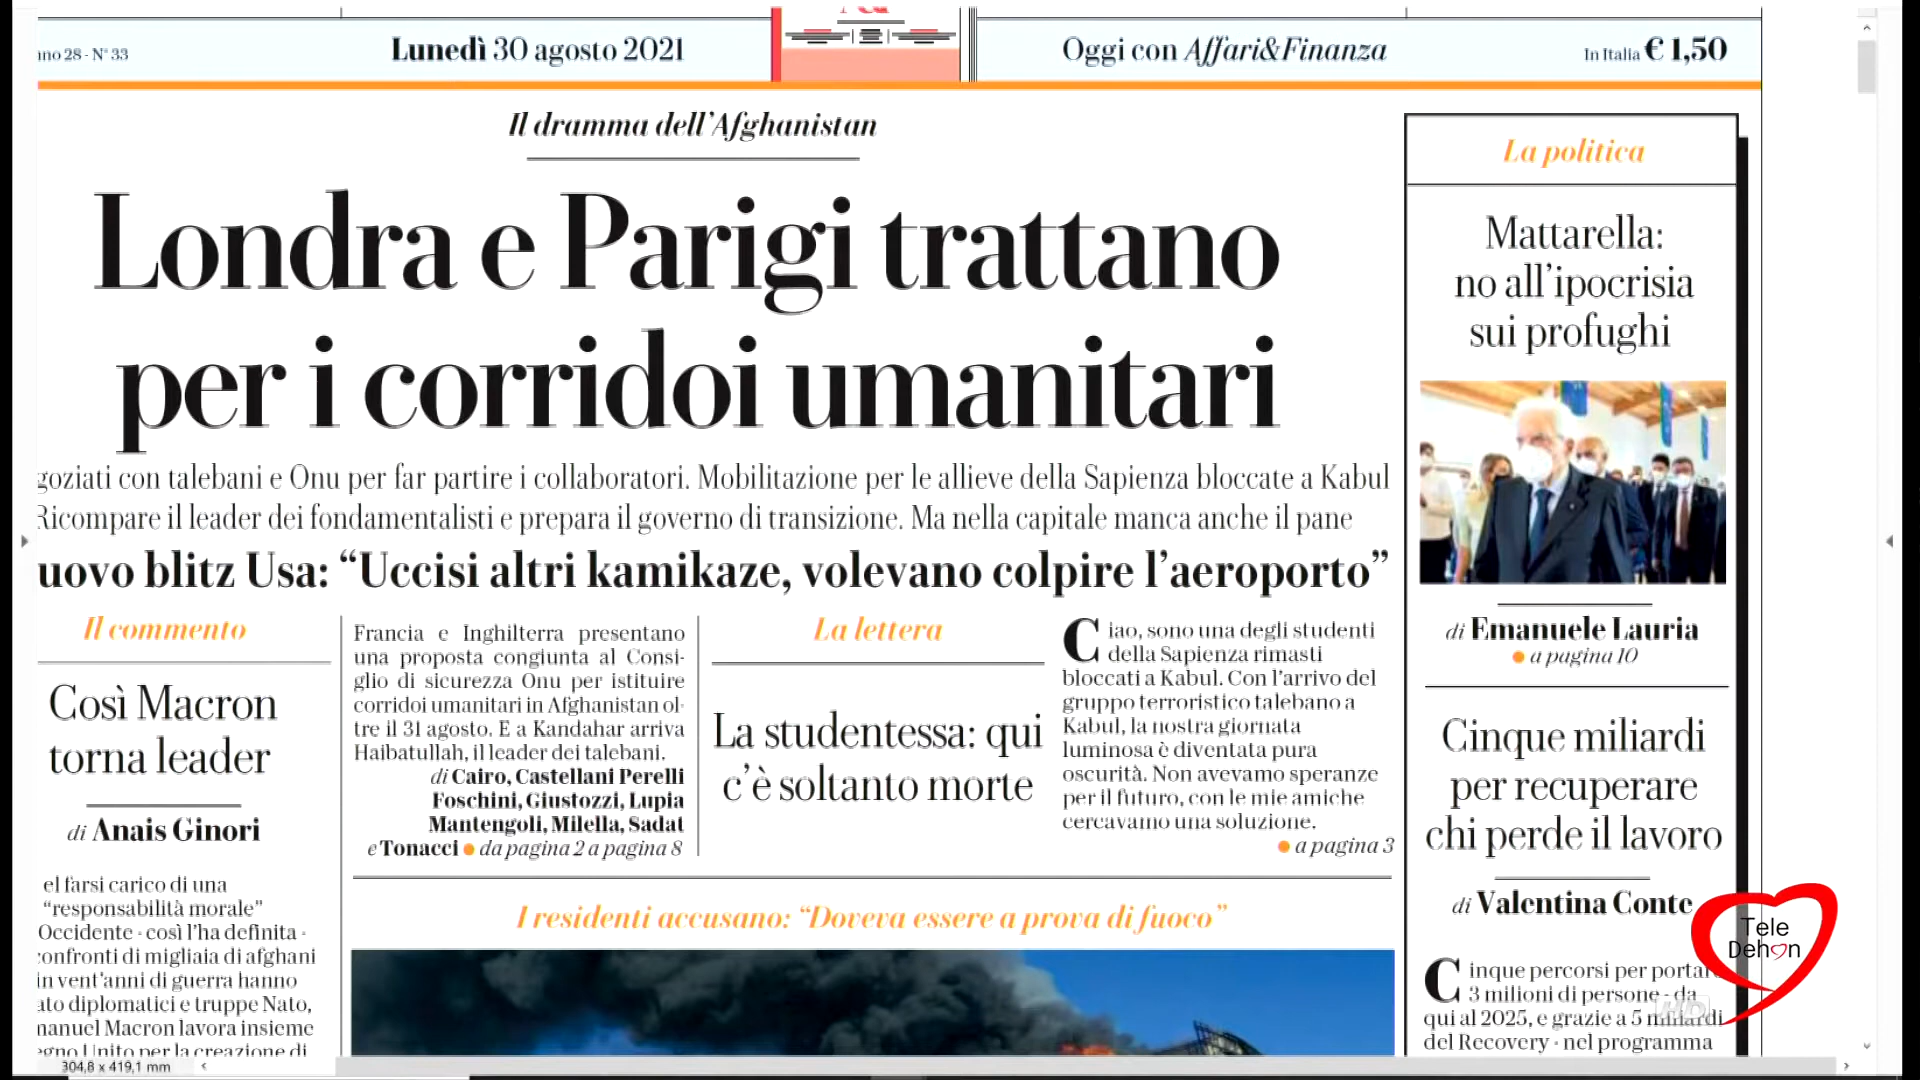 28 - N° 33
Lunedì 30 agosto 2021
Oggi con Affari&Finanza
In Italia € 1,50
Il dramma dell'Afghanistan
Londra e Parigi trattano
per i corridoi umanitari
goziati con talebani e Onu per far partire i collaboratori. Mobilitazione per le allieve della Sapienza bloccate a Kabul
Ricompare il leader dei fondamentalisti e prepara il governo di transizione. Ma nella capitale manca anche il pane
uovo blitz Usa: “Uccisi altri kamikaze, volevano colpire l’aeroporto”
Il commento
Così Macron
torna leader
di Anais Ginori
el farsi carico di una
“responsabilità morale”
Occidente - così l'ha definita -
confronti di migliaia di afghani
in vent'anni di guerra hanno
ato diplomatici e truppe Nato,
manuel Macron lavora insieme
egno Unito per la creazione di
Francia e Inghilterra presentano
una proposta congiunta al Consi-
glio di sicurezza Onu per istituire
corridoi umanitari in Afghanistan ol-
tre il 31 agosto. E a Kandahar arriva
Haibatullah, il leader dei talebani.
di Cairo, Castellani Perelli
Foschini, Giustozzi, Lupia
Mantengoli, Milella, Sadat
e Tonacci ● da pagina 2 a pagina 8
La lettera
La studentessa: qui
c'è soltanto morte
Ciao, sono una degli studenti
della Sapienza rimasti
bloccati a Kabul. Con l'arrivo del
gruppo terroristico talebano a
Kabul, la nostra giornata
luminosa è diventata pura
oscurità. Non avevamo speranze
per il futuro, con le mie amiche
cercavamo una soluzione.
● a pagina 3
I residenti accusano: “Doveva essere a prova di fuoco”
La politica
Mattarella:
no all'ipocrisia
sui profughi
di Emanuele Lauria
● a pagina 10
Cinque miliardi
per recuperare
chi perde il lavoro
di Valentina Conte
Cinque percorsi per portare
3 milioni di persone - da
qui al 2025, e grazie a 5 miliardi
del Recovery - nel programma
Tele
Dehon
HD
304,8 x 419,1 mm